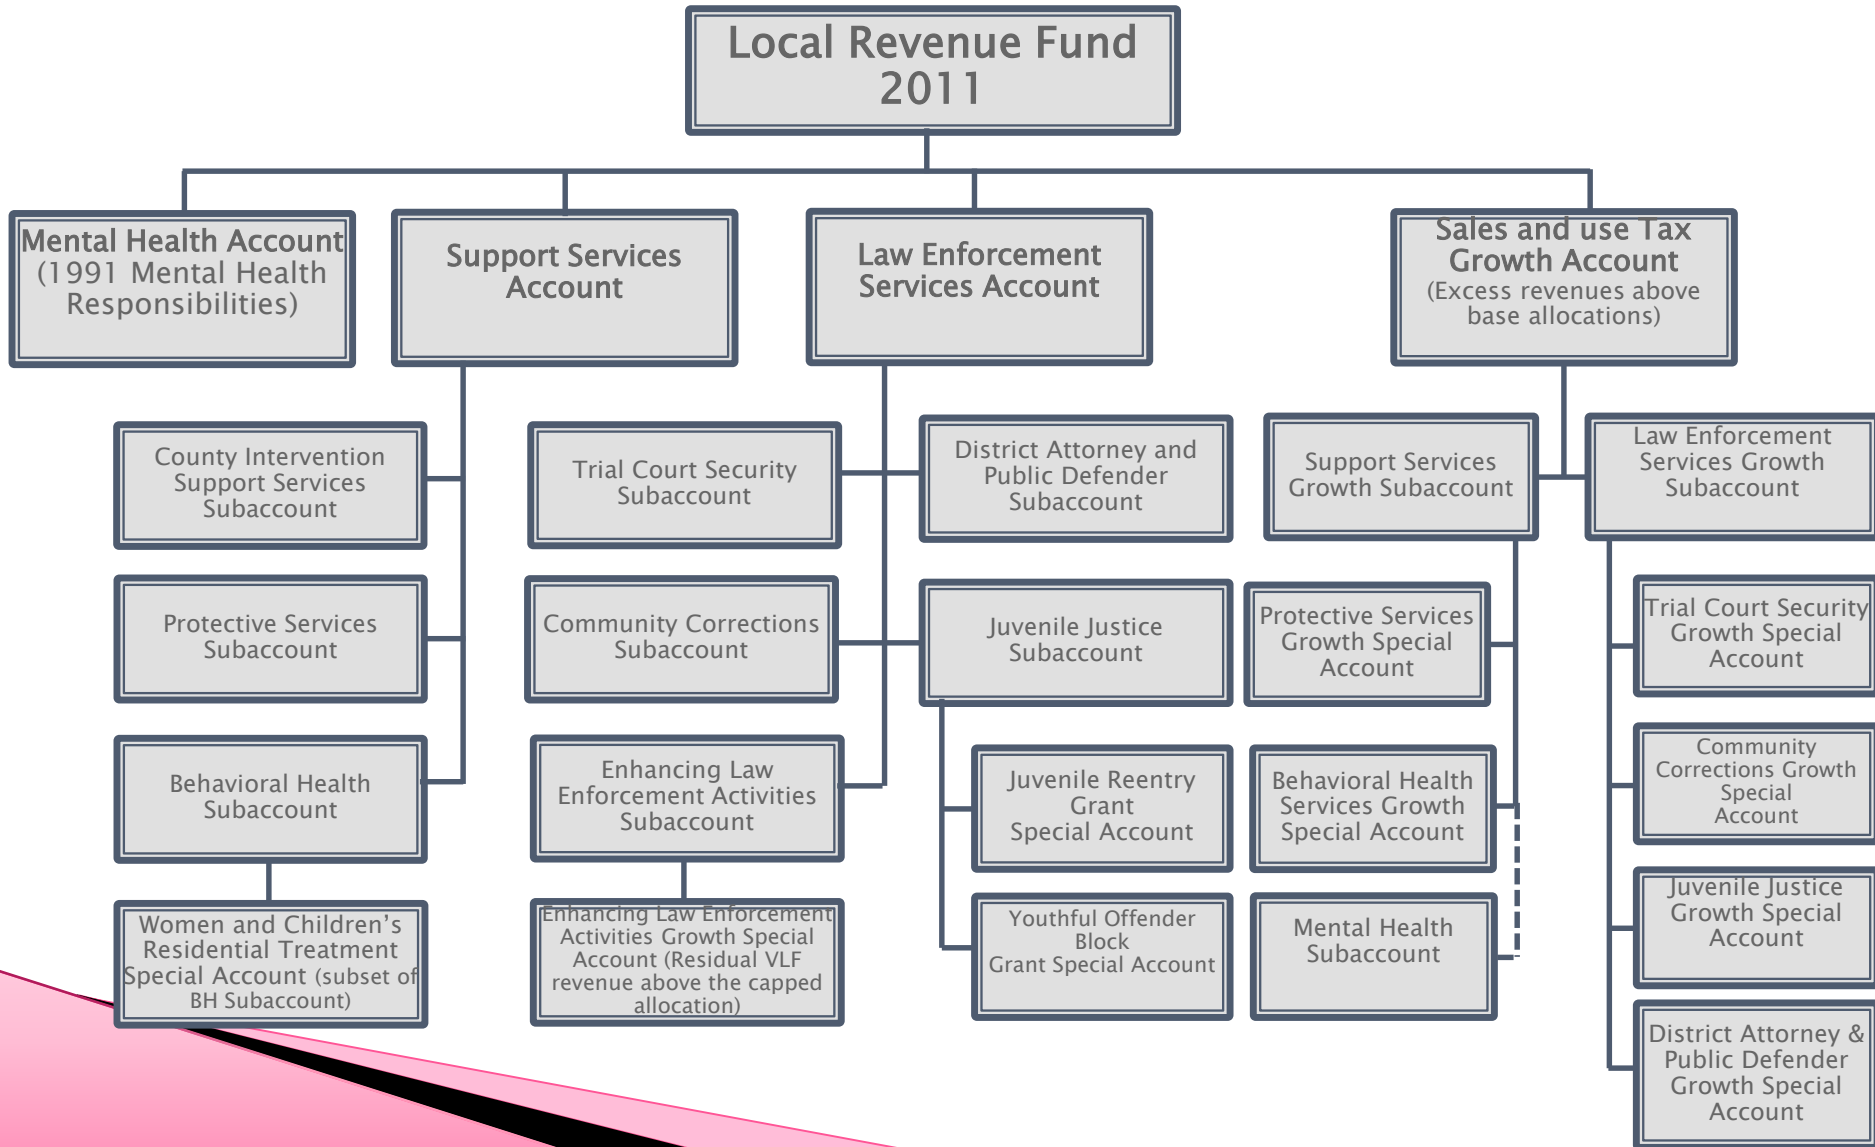 Local Revenue Fund
2011
Mental Health Account
(1991 Mental Health
Responsibilities)
Support Services
Account
Law Enforcement
Services Account
Sales and use Tax
Growth Account
(Excess revenues above
base allocations)
County Intervention
Support Services
Subaccount
Trial Court Security
Subaccount
District Attorney and
Public Defender
Subaccount
Support Services
Growth Subaccount
Law Enforcement
Services Growth
Subaccount
Protective Services
Subaccount
Community Corrections
Subaccount
Juvenile Justice
Subaccount
Protective Services
Growth Special
Account
Trial Court Security
Growth Special
Account
Behavioral Health
Subaccount
Enhancing Law
Enforcement Activities
Subaccount
Juvenile Reentry
Grant
Special Account
Behavioral Health
Services Growth
Special Account
Community
Corrections Growth
Special
Account
Women and Children’s
Residential Treatment
Special Account (subset of
BH Subaccount)
Enhancing Law Enforcement
Activities Growth Special
Account (Residual VLF
revenue above the capped
allocation)
Youthful Offender
Block
Grant Special Account
Mental Health
Subaccount
Juvenile Justice
Growth Special
Account
District Attorney &
Public Defender
Growth Special
Account